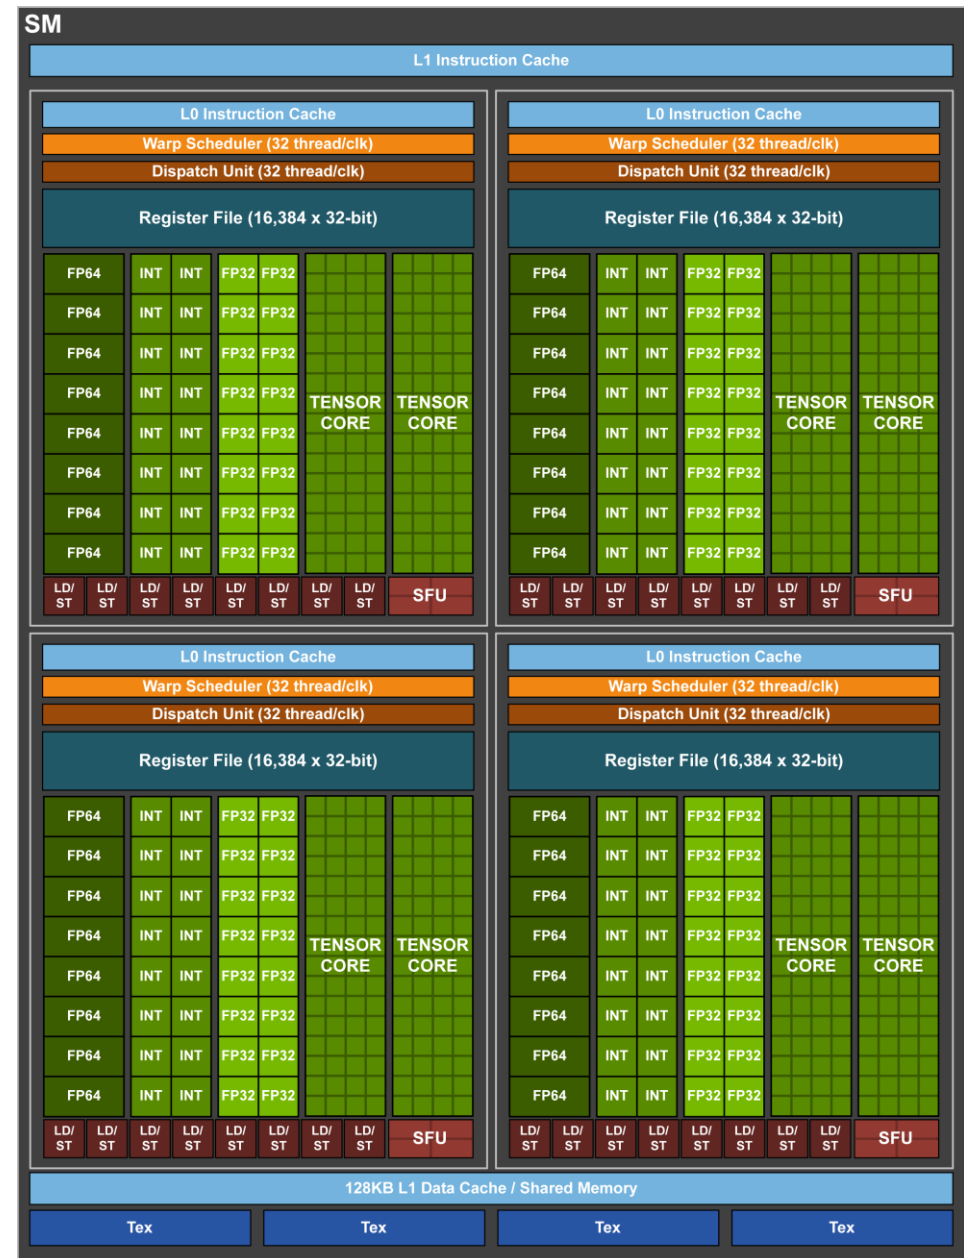 SM
L1 Instruction Cache
L0 Instruction Cache
Warp Scheduler (32 thread/clk)
Dispatch Unit (32 thread/clk)
Register File (16,384 x 32-bit)
FP64 INT INT FP32 FP32
FP64 INT INT FP32 FP32
FP64 INT INT FP32 FP32
FP64 INT INT FP32 FP32
FP64 INT INT FP32 FP32
FP64 INT INT FP32 FP32
FP64 INT INT FP32 FP32
FP64 INT INT FP32 FP32
TENSOR CORE
TENSOR CORE
LD/ST LD/ST LD/ST LD/ST LD/ST LD/ST LD/ST LD/ST SFU
L0 Instruction Cache
Warp Scheduler (32 thread/clk)
Dispatch Unit (32 thread/clk)
Register File (16,384 x 32-bit)
FP64 INT INT FP32 FP32
FP64 INT INT FP32 FP32
FP64 INT INT FP32 FP32
FP64 INT INT FP32 FP32
FP64 INT INT FP32 FP32
FP64 INT INT FP32 FP32
FP64 INT INT FP32 FP32
FP64 INT INT FP32 FP32
TENSOR CORE
TENSOR CORE
LD/ST LD/ST LD/ST LD/ST LD/ST LD/ST LD/ST LD/ST SFU
L0 Instruction Cache
Warp Scheduler (32 thread/clk)
Dispatch Unit (32 thread/clk)
Register File (16,384 x 32-bit)
FP64 INT INT FP32 FP32
FP64 INT INT FP32 FP32
FP64 INT INT FP32 FP32
FP64 INT INT FP32 FP32
FP64 INT INT FP32 FP32
FP64 INT INT FP32 FP32
FP64 INT INT FP32 FP32
FP64 INT INT FP32 FP32
TENSOR CORE
TENSOR CORE
LD/ST LD/ST LD/ST LD/ST LD/ST LD/ST LD/ST LD/ST SFU
L0 Instruction Cache
Warp Scheduler (32 thread/clk)
Dispatch Unit (32 thread/clk)
Register File (16,384 x 32-bit)
FP64 INT INT FP32 FP32
FP64 INT INT FP32 FP32
FP64 INT INT FP32 FP32
FP64 INT INT FP32 FP32
FP64 INT INT FP32 FP32
FP64 INT INT FP32 FP32
FP64 INT INT FP32 FP32
FP64 INT INT FP32 FP32
TENSOR CORE
TENSOR CORE
LD/ST LD/ST LD/ST LD/ST LD/ST LD/ST LD/ST LD/ST SFU
128KB L1 Data Cache / Shared Memory
Tex Tex Tex Tex